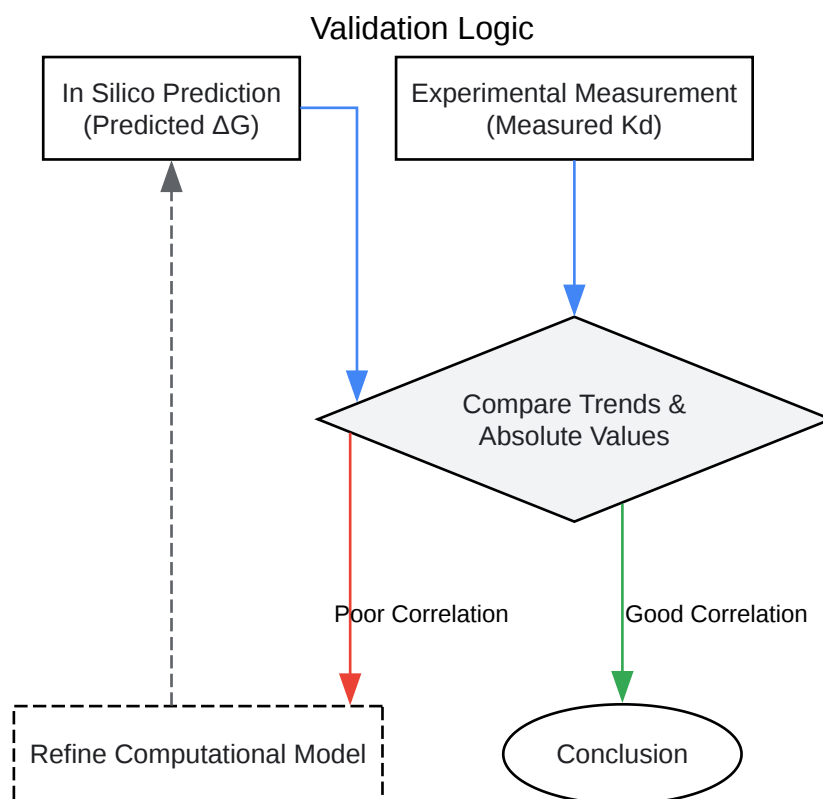 Validation Logic
In Silico Prediction
(Predicted ΔG)
Experimental Measurement
(Measured Kd)
Compare Trends &
Absolute Values
Poor Correlation
Good Correlation
Refine Computational Model
Conclusion